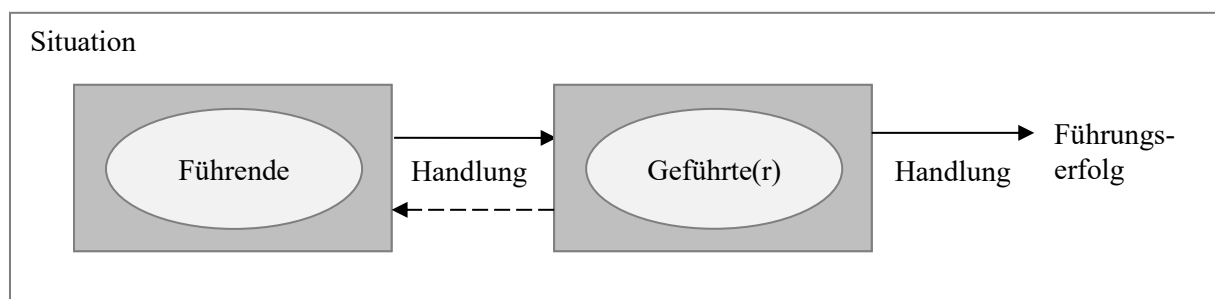 Situation
Führende
Handlung
Geführte(r)
Handlung
Führungs-
erfolg